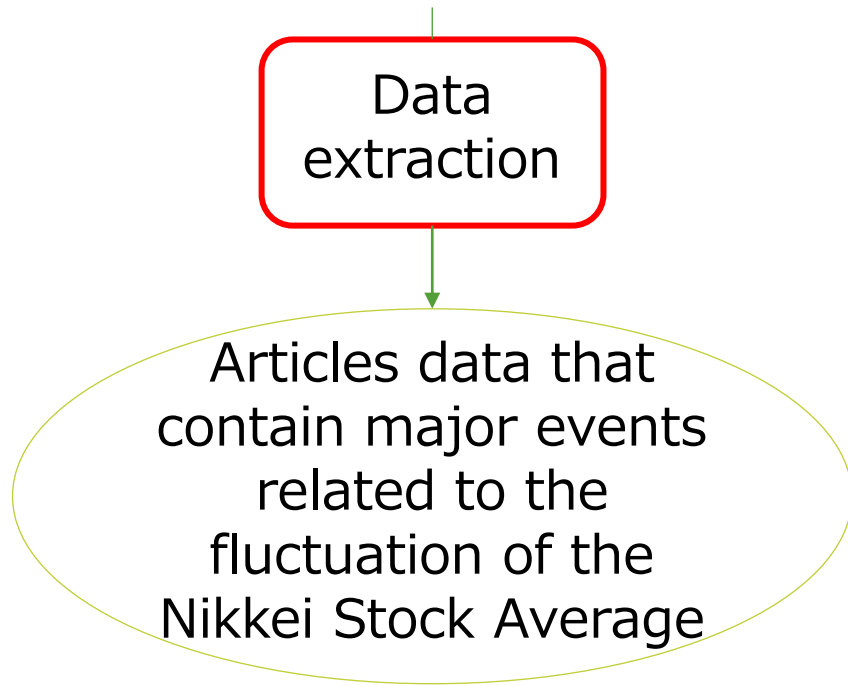 Data
extraction
Articles data that
contain major events
related to the
fluctuation of the
Nikkei Stock Average